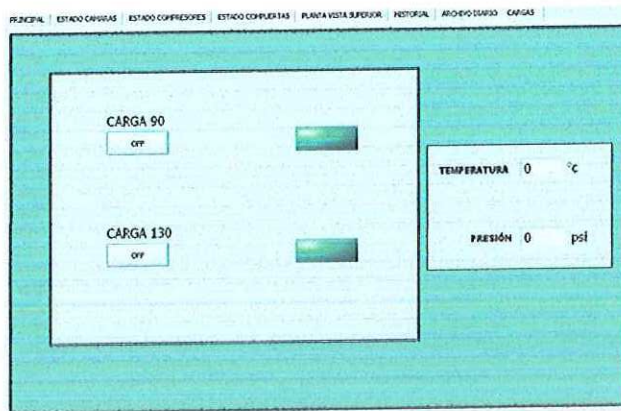 PRINCIPAL ESTADO CAMARAS ESTADO COMPRESORES ESTADO COMPUERTAS PLANTA VISTA SUPERIOR HISTORIAL ARCHIVO DIARIO CARGAS
CARGA 90
OFF
CARGA 130
OFF
TEMPERATURA 0 °C
PRESIÓN 0 psi